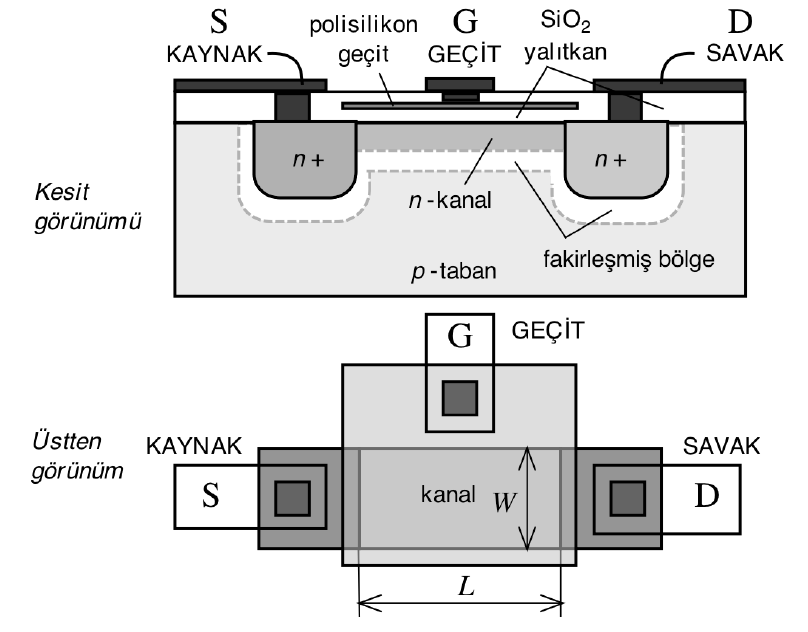 S
KAYNAK
polisilikon
geçit
G
GEÇİT
SiO2
yalıtkan
D
SAVAK
n+
n+
Kesit
görünümü
n-kanal
fakirleşmiş bölge
p-taban
G
GEÇİT
Üstten
görünüm
KAYNAK
SAVAK
S
kanal
W
D
L